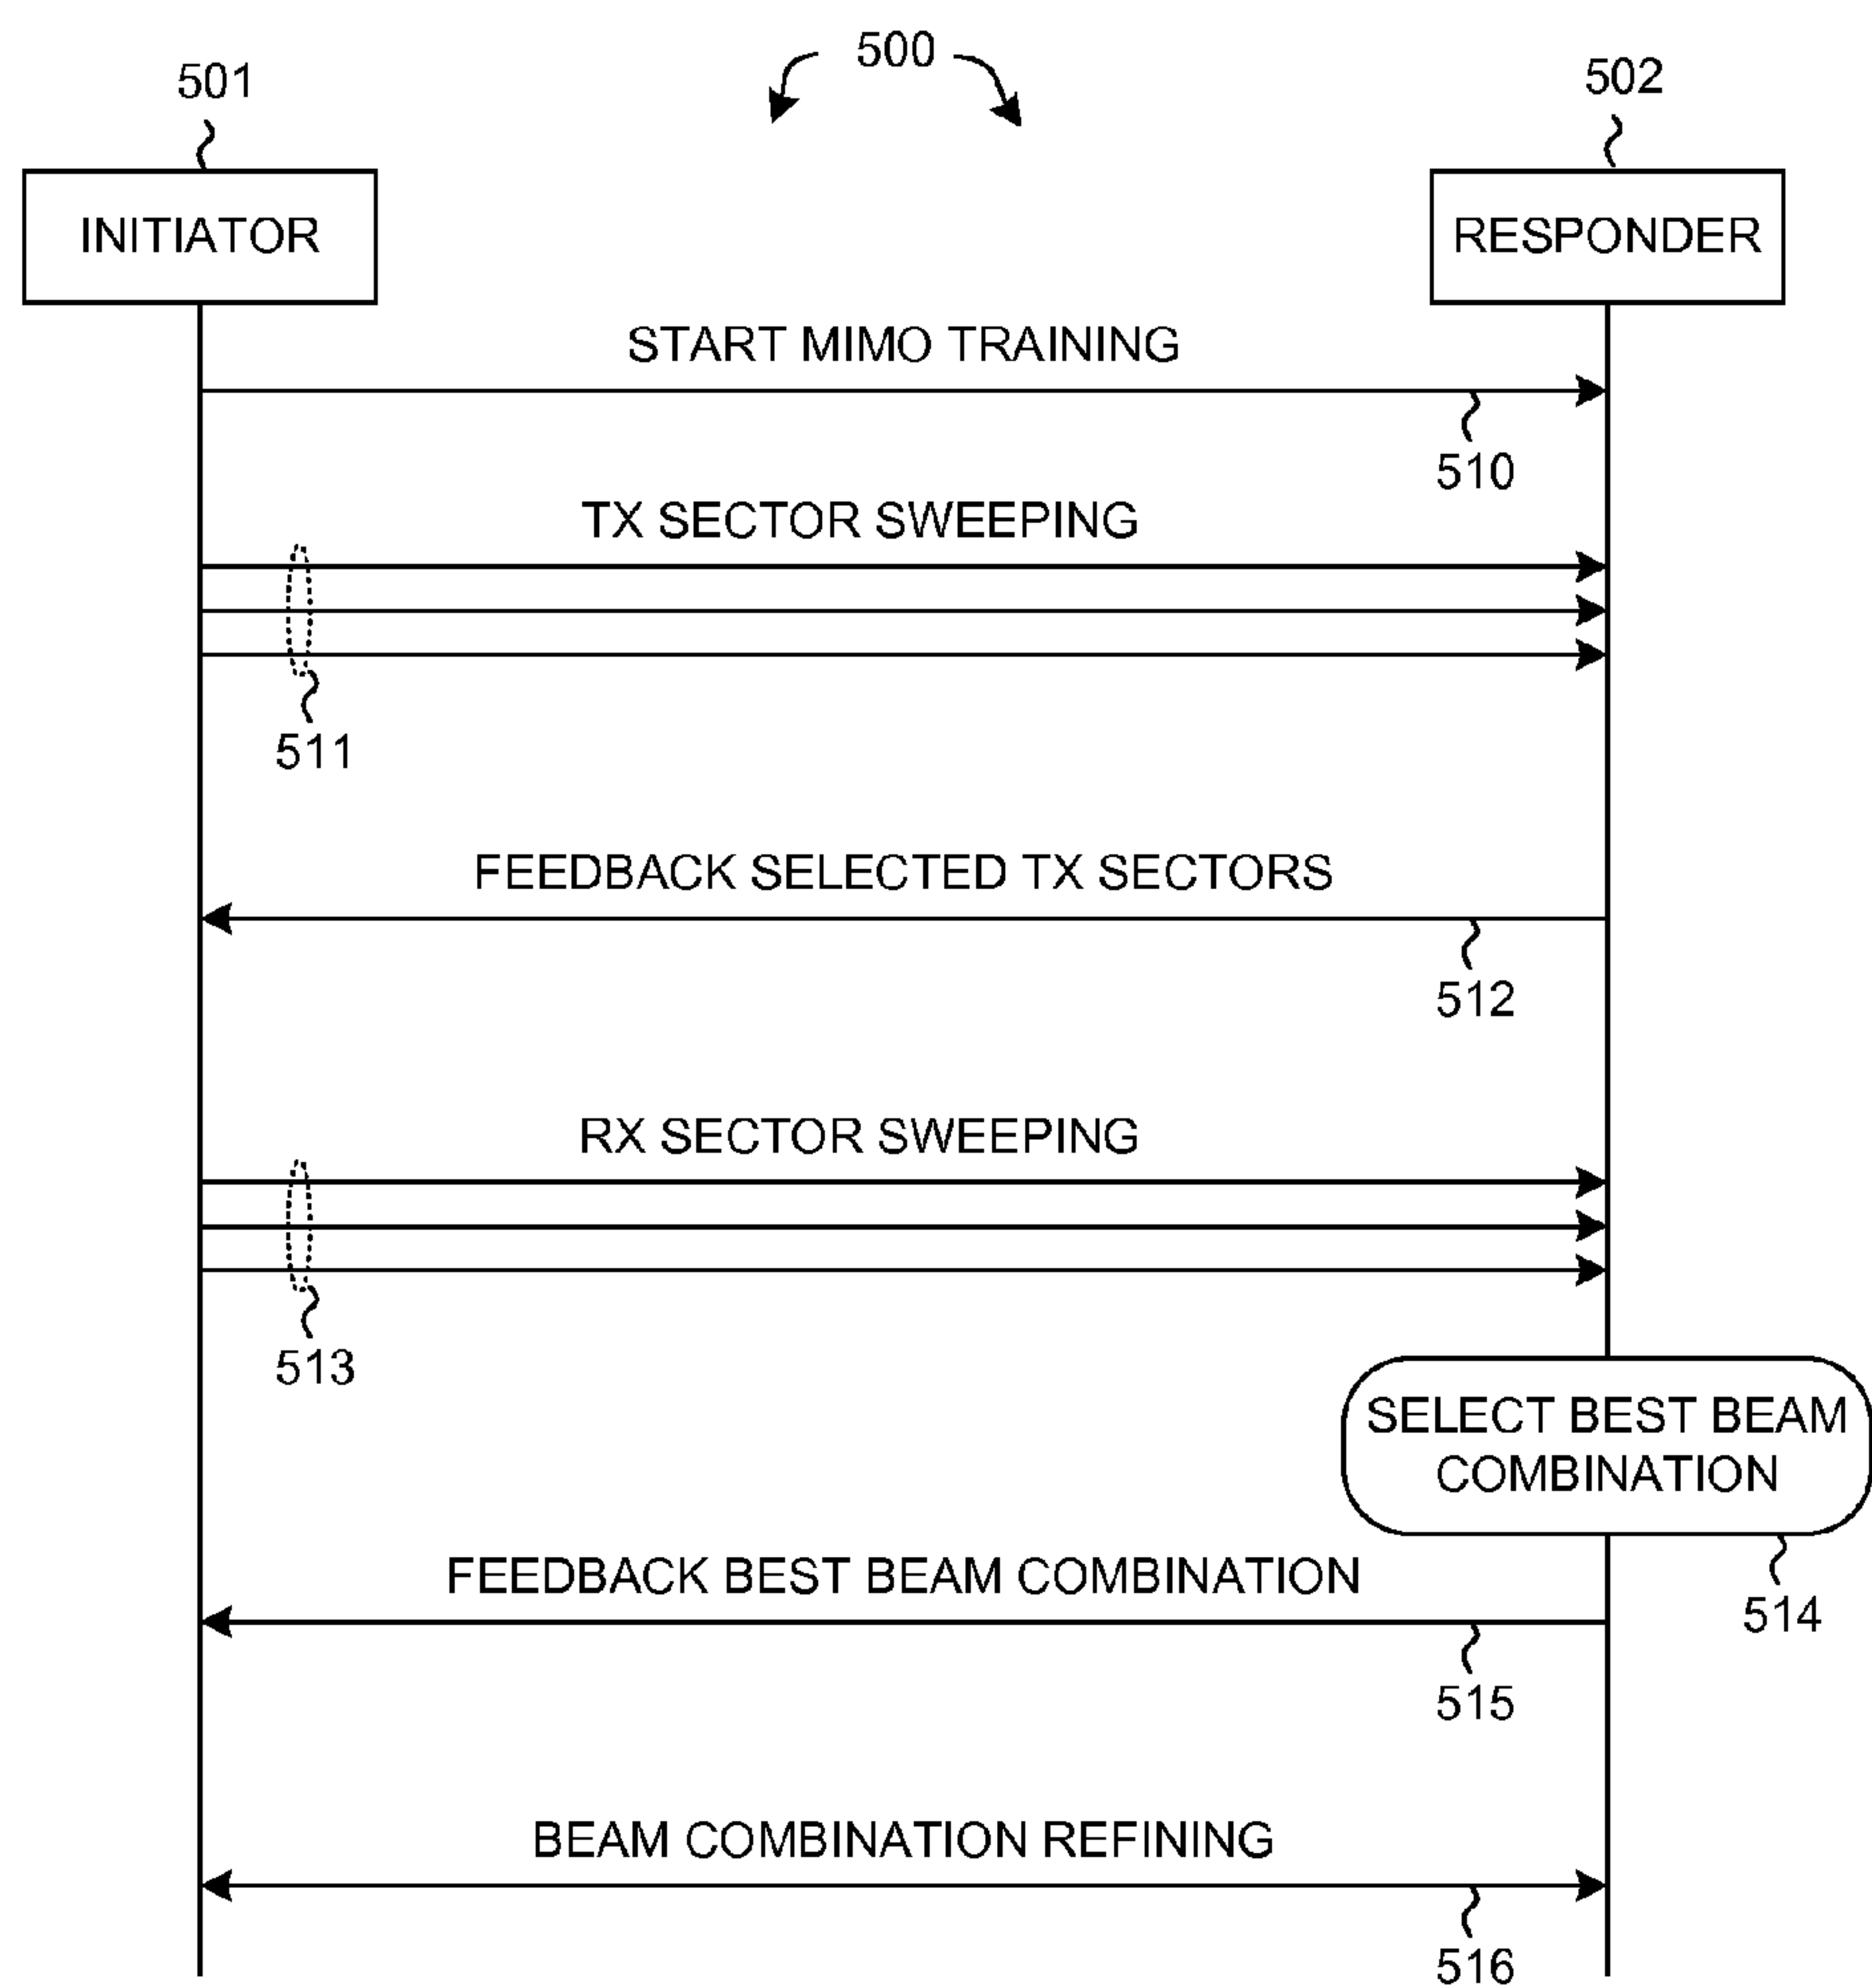 500
501
502
INITIATOR
RESPONDER
START MIMO TRAINING
510
TX SECTOR SWEEPING
511
FEEDBACK SELECTED TX SECTORS
512
RX SECTOR SWEEPING
513
SELECT BEST BEAM
COMBINATION
514
FEEDBACK BEST BEAM COMBINATION
515
BEAM COMBINATION REFINING
516